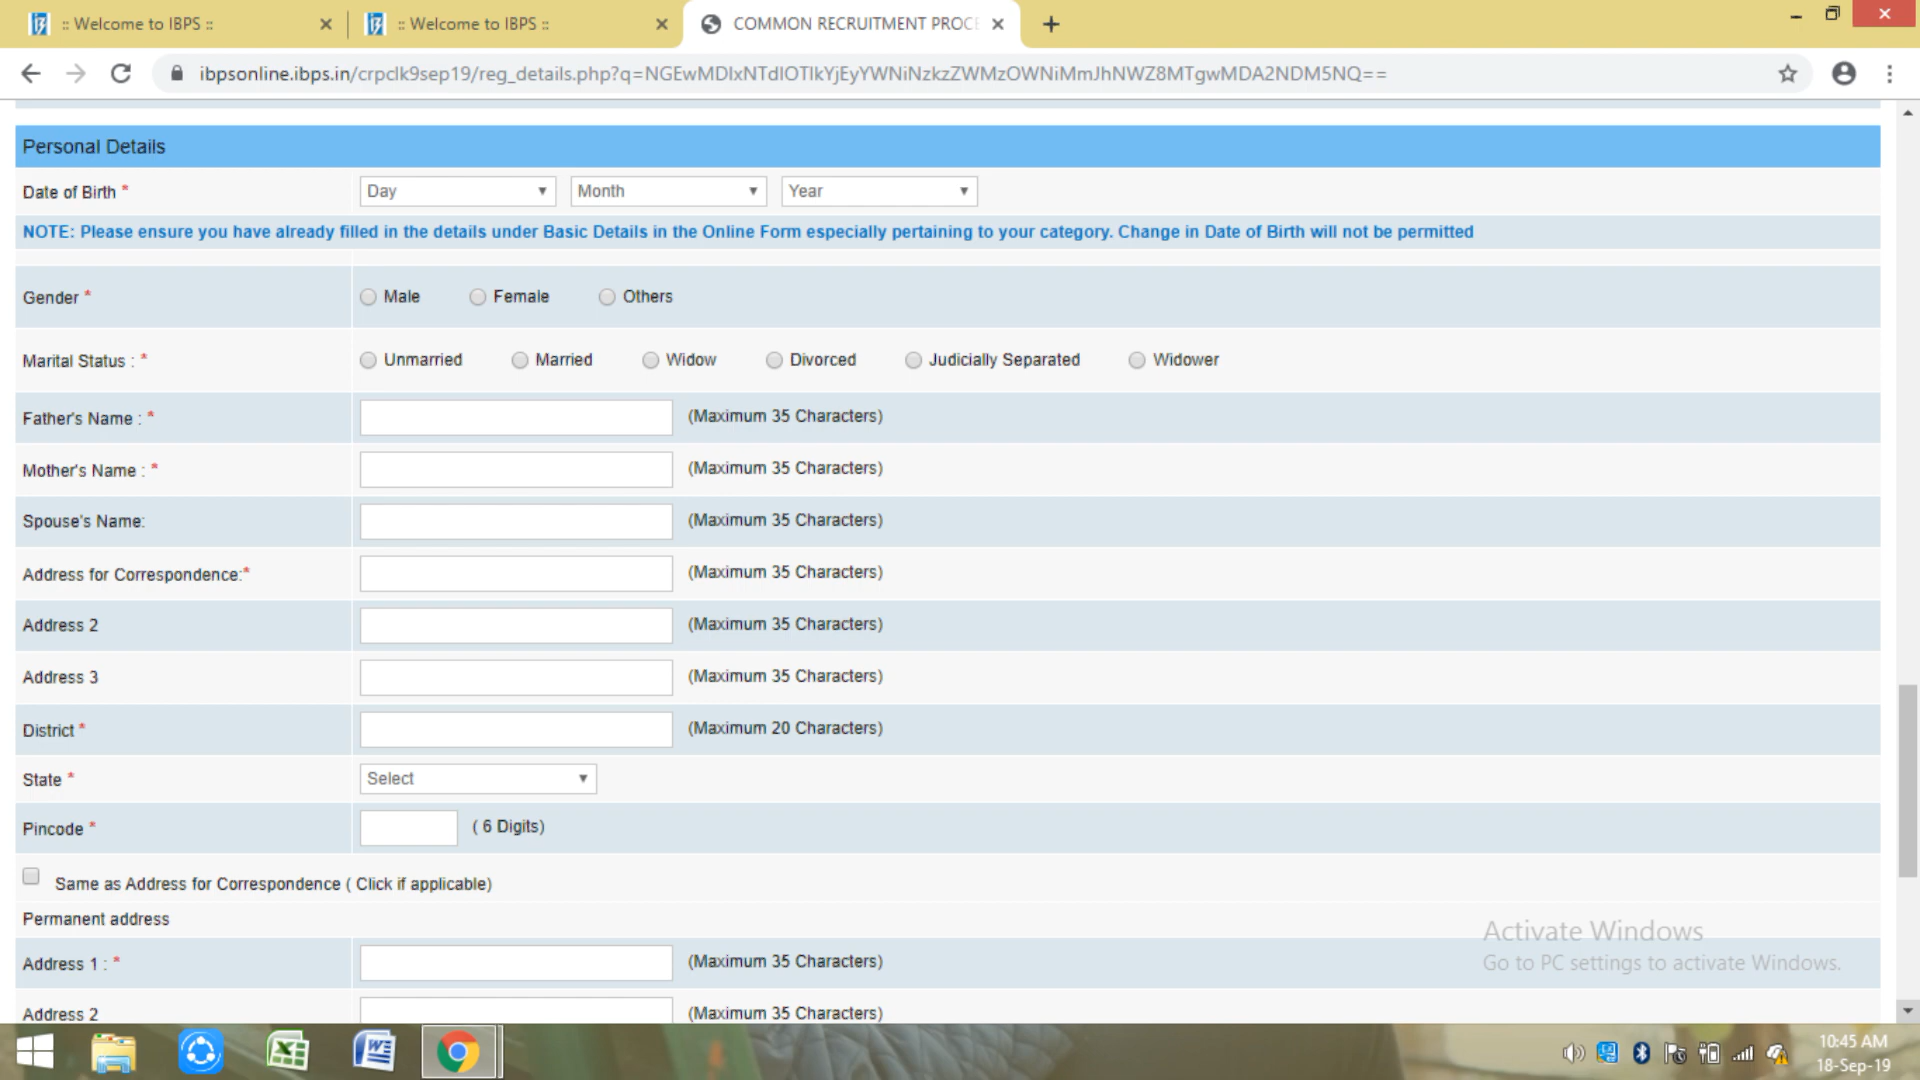 :: Welcome to IBPS ::
:: Welcome to IBPS ::
COMMON RECRUITMENT PROCE
ibpsonline.ibps.in/crpclk9sep19/reg_details.php?q=NGEwMDIxNTdlOTlkYjEyYWNiNzkzZWMzOWNiMmJhNWZ8MTgwMDA2NDM5NQ==
Personal Details
Date of Birth * Day Month Year
NOTE: Please ensure you have already filled in the details under Basic Details in the Online Form especially pertaining to your category. Change in Date of Birth will not be permitted
Gender * Male Female Others
Marital Status : * Unmarried Married Widow Divorced Judicially Separated Widower
Father's Name : * (Maximum 35 Characters)
Mother's Name : * (Maximum 35 Characters)
Spouse's Name: (Maximum 35 Characters)
Address for Correspondence:* (Maximum 35 Characters)
Address 2 (Maximum 35 Characters)
Address 3 (Maximum 35 Characters)
District * (Maximum 20 Characters)
State * Select
Pincode * ( 6 Digits)
Same as Address for Correspondence ( Click if applicable)
Permanent address
Activate Windows
Go to PC settings to activate Windows.
Address 1 : * (Maximum 35 Characters)
Address 2 (Maximum 35 Characters)
10:45 AM
18-Sep-19